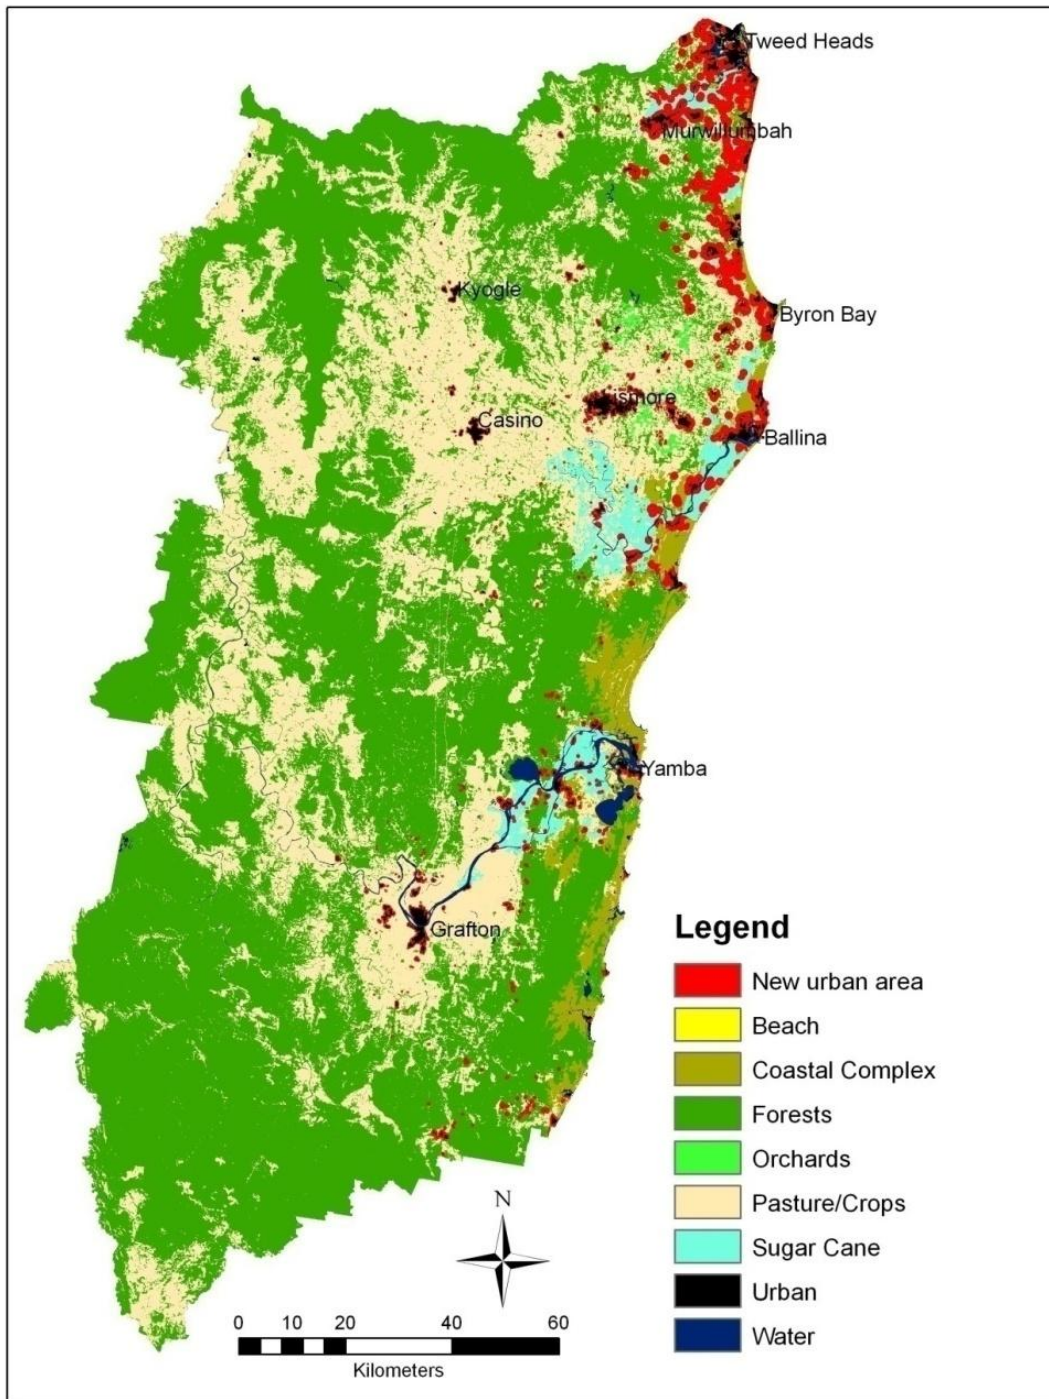 Tweed Heads
Murwillumbah
Kyogle
Byron Bay
Lismore
Casino
Ballina
Yamba
Grafton
Legend
New urban area
Beach
Coastal Complex
Forests
Orchards
Pasture/Crops
Sugar Cane
Urban
Water
N
0 10 20 40 60
Kilometers